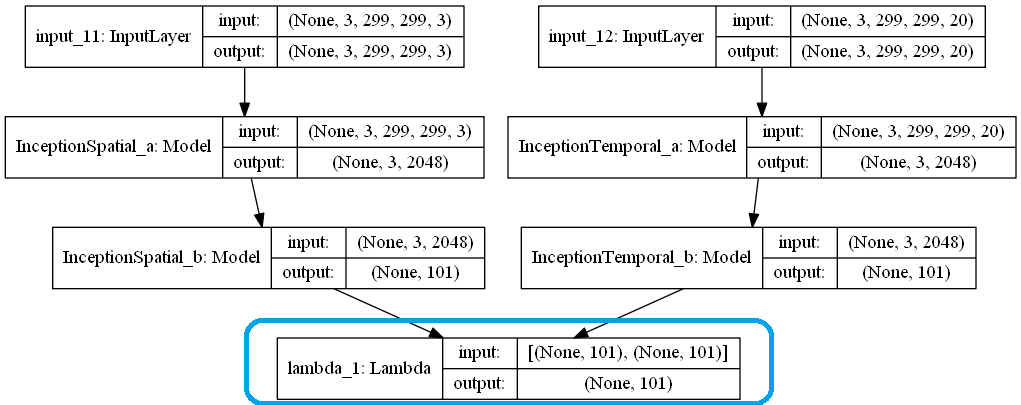 input_11: InputLayer
input: (None, 3, 299, 299, 3)
output: (None, 3, 299, 299, 3)
input_12: InputLayer
input: (None, 3, 299, 299, 20)
output: (None, 3, 299, 299, 20)
InceptionSpatial_a: Model
input: (None, 3, 299, 299, 3)
output: (None, 3, 2048)
InceptionTemporal_a: Model
input: (None, 3, 299, 299, 20)
output: (None, 3, 2048)
InceptionSpatial_b: Model
input: (None, 3, 2048)
output: (None, 101)
InceptionTemporal_b: Model
input: (None, 3, 2048)
output: (None, 101)
lambda_1: Lambda
input: [(None, 101), (None, 101)]
output: (None, 101)